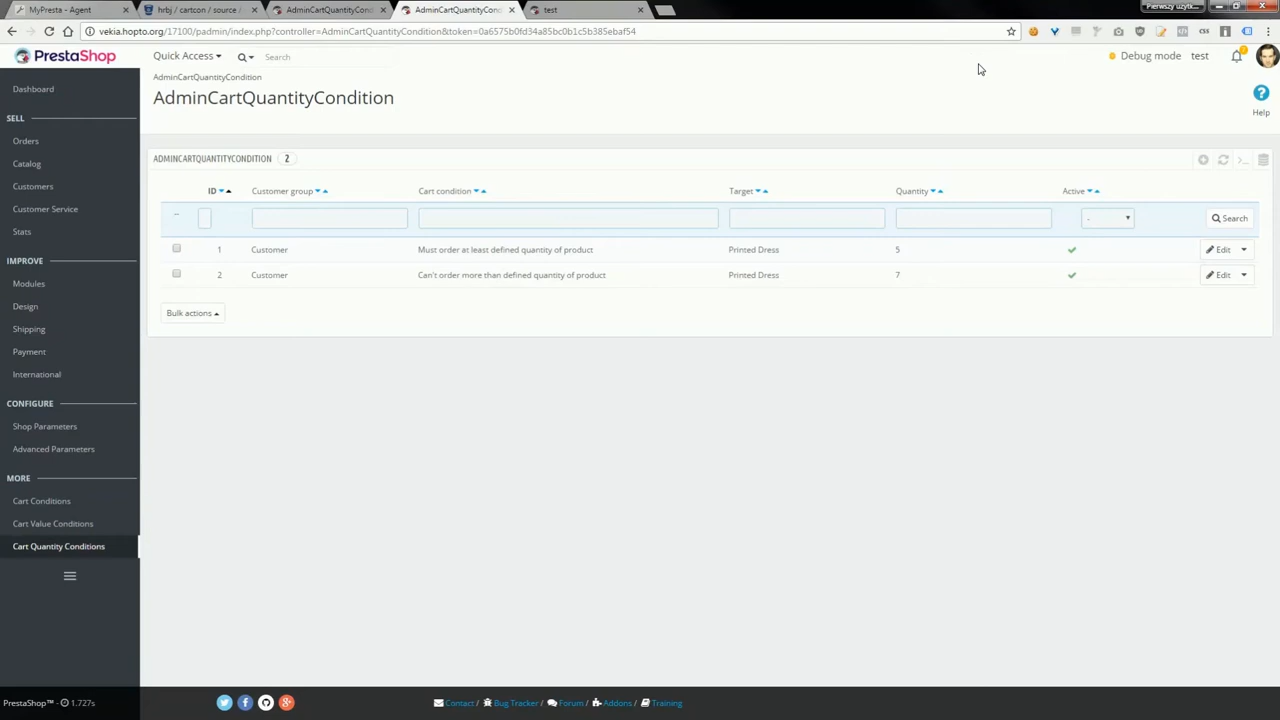 MyPresta - Agent
hrbj / cartcon / source /
AdminCartQuantityCondi
AdminCartQuantityCond
test
Pierwszy użytk...
vekia.hopto.org/17100/padmin/index.php?controller=AdminCartQuantityCondition&token=0a6575b0fd34a85bc0b1c5b385ebaf54
PrestaShop
Quick Access
Search
Debug mode
test
AdminCartQuantityCondition
AdminCartQuantityCondition
Help
Dashboard
SELL
Orders
Catalog
Customers
Customer Service
Stats
IMPROVE
Modules
Design
Shipping
Payment
International
CONFIGURE
Shop Parameters
Advanced Parameters
MORE
Cart Conditions
Cart Value Conditions
Cart Quantity Conditions
ADMINCARTQUANTITYCONDITION 2
ID Customer group Cart condition Target Quantity Active
-- - Search
1 Customer Must order at least defined quantity of product Printed Dress 5 Edit
2 Customer Can't order more than defined quantity of product Printed Dress 7 Edit
Bulk actions
PrestaShop™ - 1.727s
Contact / Bug Tracker / Forum / Addons / Training